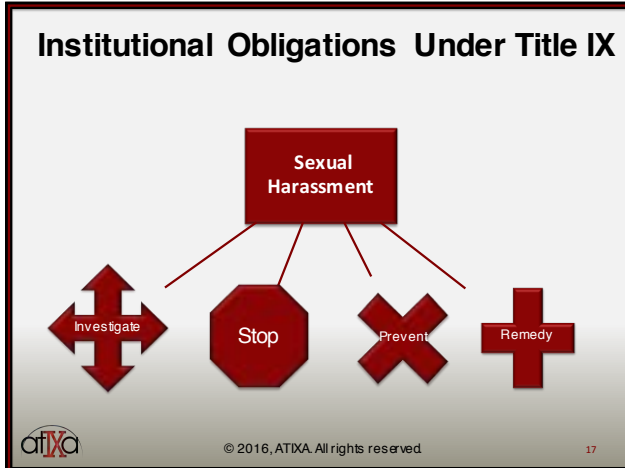 Institutional Obligations Under Title IX
Sexual
Harassment
Investigate
Stop
Prevent
Remedy
atIXa
© 2016, ATIXA. All rights reserved.
17